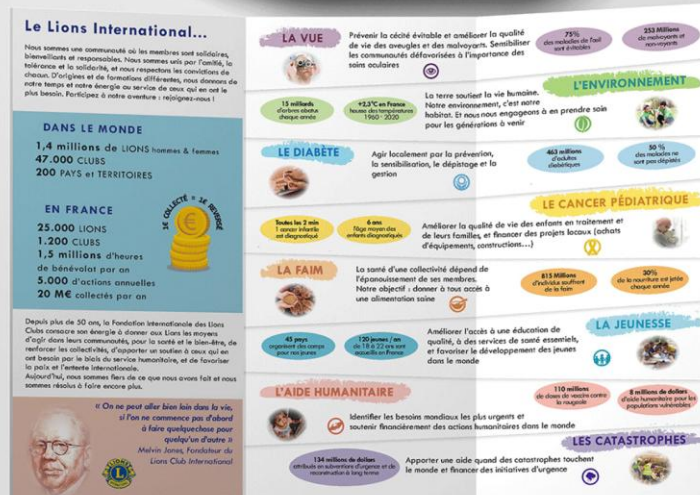 Le Lions International...
Nous sommes une communauté où les membres sont solidaires,
bienveillants et responsables. Nous sommes unis par l'amitié, la
tolérance et la solidarité, et nous respectons les convictions de
chacun. D'origines et de formations différentes, nous donnons de
notre temps et notre énergie au service de ceux qui en ont le
plus besoin. Participez à notre aventure : rejoignez-nous !
DANS LE MONDE
1,4 millions de LIONS hommes & femmes
47.000 CLUBS
200 PAYS et TERRITOIRES
EN FRANCE
25.000 LIONS
1.200 CLUBS
1,5 millions d'heures
de bénévolat par an
5.000 d'actions annuelles
20 M€ collectés par an
1€ COLLECTÉ = 1€ REVERSÉ
Depuis plus de 50 ans, la Fondation Internationale des Lions
Clubs consacre son énergie à donner aux Lions les moyens
d'agir dans leurs communautés, pour la santé et le bien-être, de
renforcer les collectivités, d'apporter un soutien à ceux qui en
ont besoin par le biais du service humanitaire, et de favoriser
la paix et l'entente internationale.
Aujourd'hui, nous sommes fiers de ce que nous avons fait et nous
sommes résolus à faire encore plus.
« On ne peut aller bien loin dans la vie,
si l'on ne commence pas d'abord
à faire quelquechose pour
quelqu'un d'autre »
Melvin Jones, Fondateur du
Lions Club International
LA VUE
Prévenir la cécité évitable et améliorer la qualité
de vie des aveugles et des malvoyants. Sensibiliser
les communautés défavorisées à l'importance des
soins oculaires
75%
des maladies de l'œil
sont évitables
253 Millions
de malvoyants et
non-voyants
L'ENVIRONNEMENT
15 milliards
d'arbres abatus
chaque année
+2,3°C en France
hausse des températures
1960 - 2020
La terre soutient la vie humaine.
Notre environnement, c'est notre
habitat. Et nous nous engageons à en prendre soin
pour les générations à venir
LE DIABÈTE
Agir localement par la prévention,
la sensibilisation, le dépistage et la
gestion
463 millions
d'adultes
diabétiques
50 %
des malades ne
sont pas dépistés
LE CANCER PÉDIATRIQUE
Toutes les 2 min
1 cancer infantile
est diagnostiqué
6 ans
l'âge moyen des
enfants diagnostiqués
Améliorer la qualité de vie des enfants en traitement et
de leurs familles, et financer des projets locaux (achats
d'équipements, constructions...)
LA FAIM
La santé d'une collectivité dépend de
l'épanouissement de ses membres.
Notre objectif : donner à tous accès à
une alimentation saine
815 Millions
d'individus souffrent
de la faim
30%
de la nourriture est jetée
chaque année
LA JEUNESSE
45 pays
organisent des camps
pour nos jeunes
120 jeunes / an
de 18 à 22 ans sont
accueillis en France
Améliorer l'accès à une éducation de
qualité, à des services de santé essentiels,
et favoriser le développement des jeunes
dans le monde
L'AIDE HUMANITAIRE
Identifier les besoins mondiaux les plus urgents et
soutenir financièrement des actions humanitaires dans le monde
110 millions
de doses de vaccins contre
la rougeole
8 millions de dollars
d'aide humanitaire pour les
populations vulnérables
LES CATASTROPHES
134 millions de dollars
attribués en subventions d'urgence et de
reconstruction à long terme
Apporter une aide quand des catastrophes touchent
le monde et financer des initiatives d'urgence